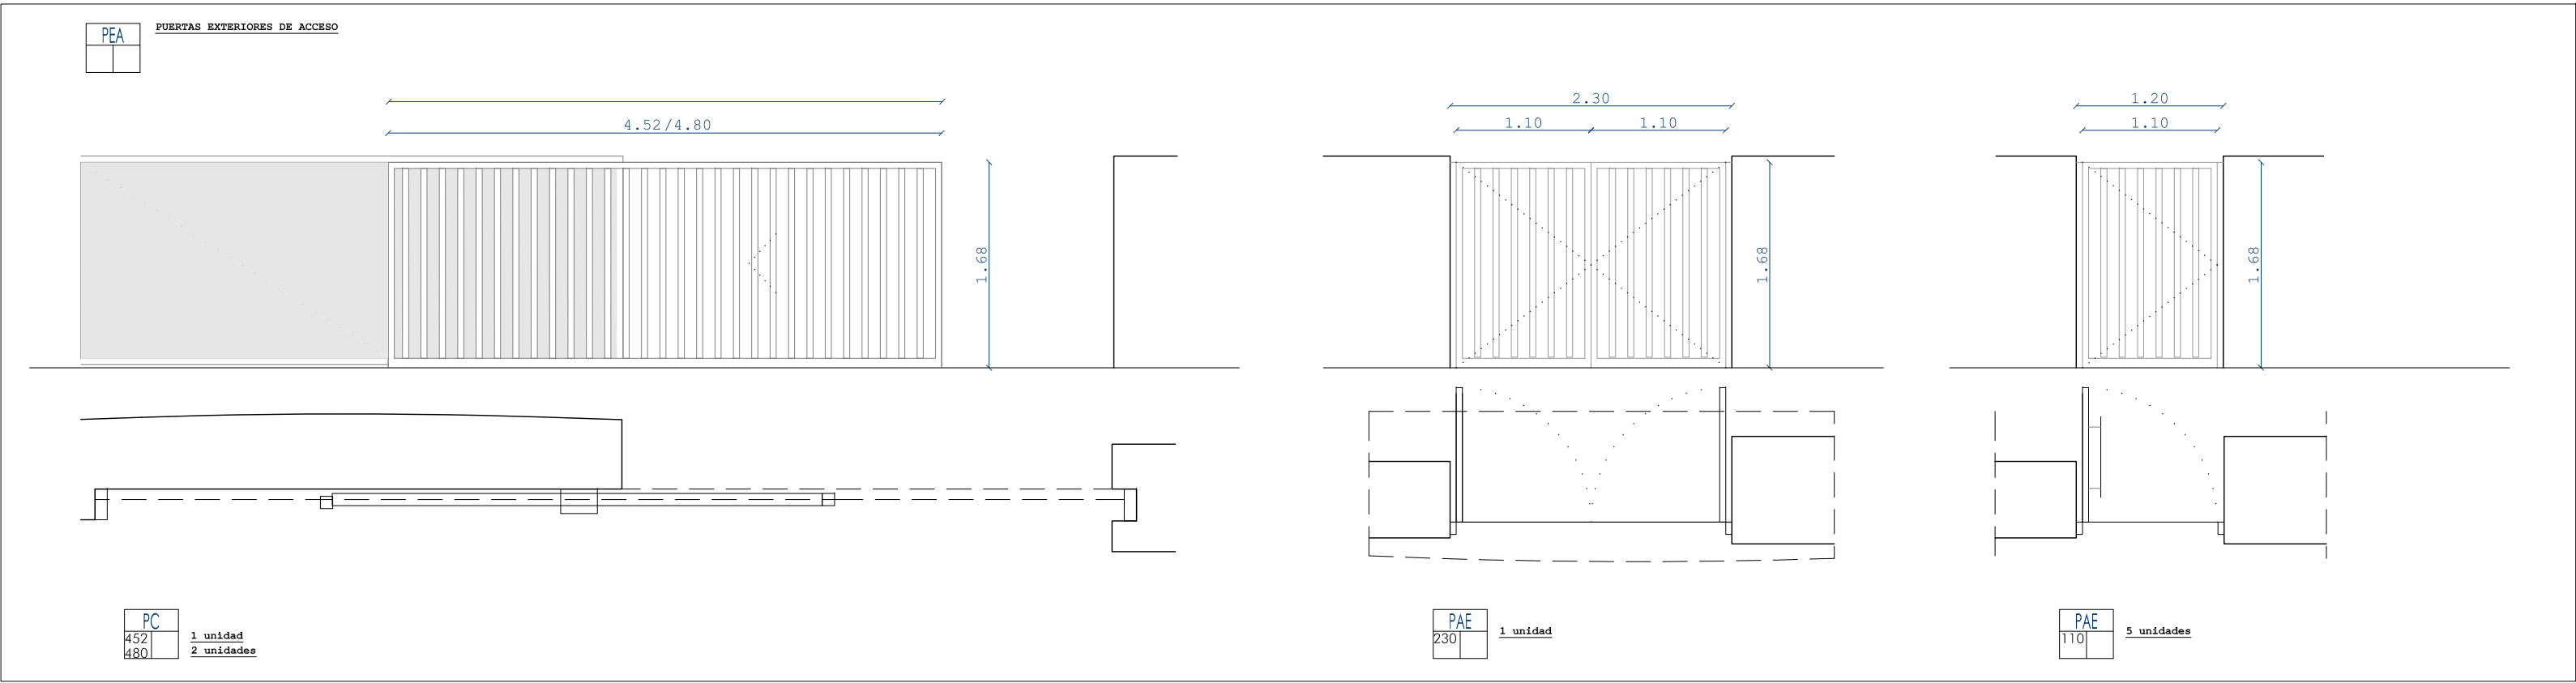 PEA
PUERTAS EXTERIORES DE ACCESO
4.52/4.80
1.68
2.30
1.10
1.10
1.68
1.20
1.10
1.68
PC
452
480
1 unidad
2 unidades
PAE
230
1 unidad
PAE
110
5 unidades